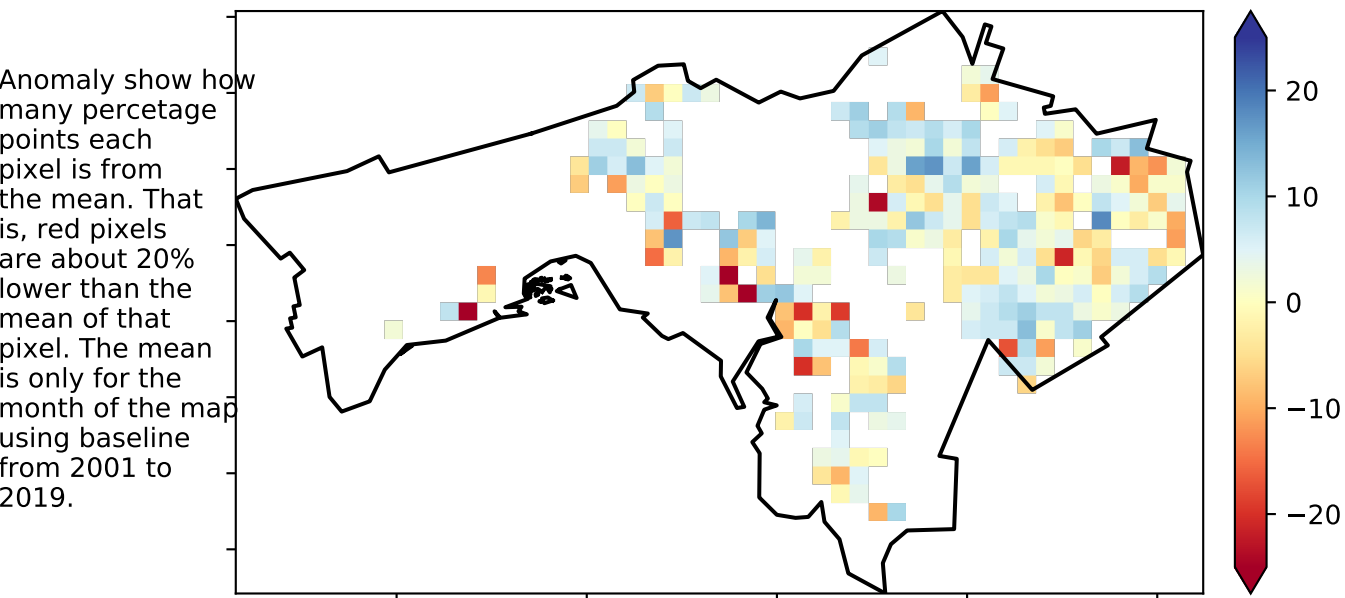 Anomaly show how
many percetage
points each
pixel is from
the mean. That
is, red pixels
are about 20%
lower than the
mean of that
pixel. The mean
is only for the
month of the map
using baseline
from 2001 to
2019.
20
10
0
−10
−20